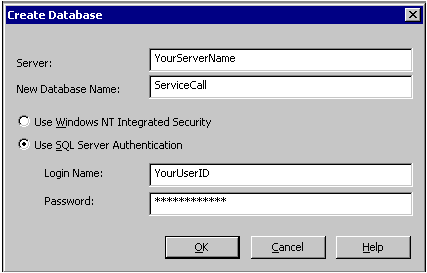 Create Database
Server: YourServerName
New Database Name: ServiceCall
Use Windows NT Integrated Security
Use SQL Server Authentication
Login Name: YourUserID
Password: ************
OK Cancel Help